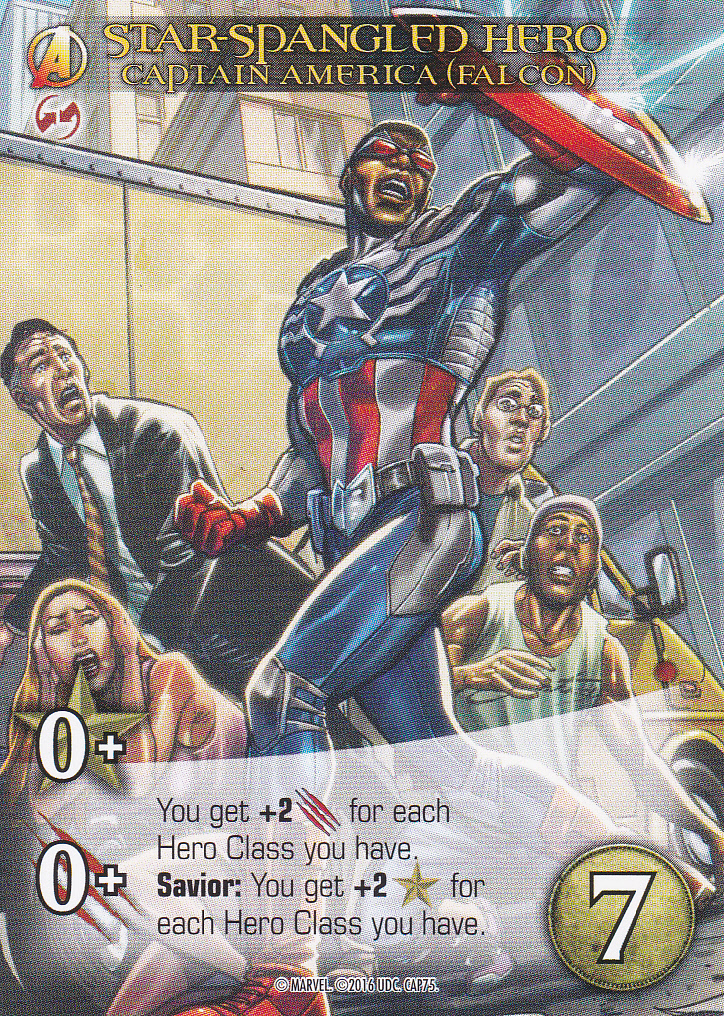 STAR-SPANGLED HERO
CAPTAIN AMERICA (FALCON)
0+
You get +2 for each
Hero Class you have.
0+
Savior: You get +2 for
each Hero Class you have.
7
©MARVEL. ©2016 UDC. CAP75.